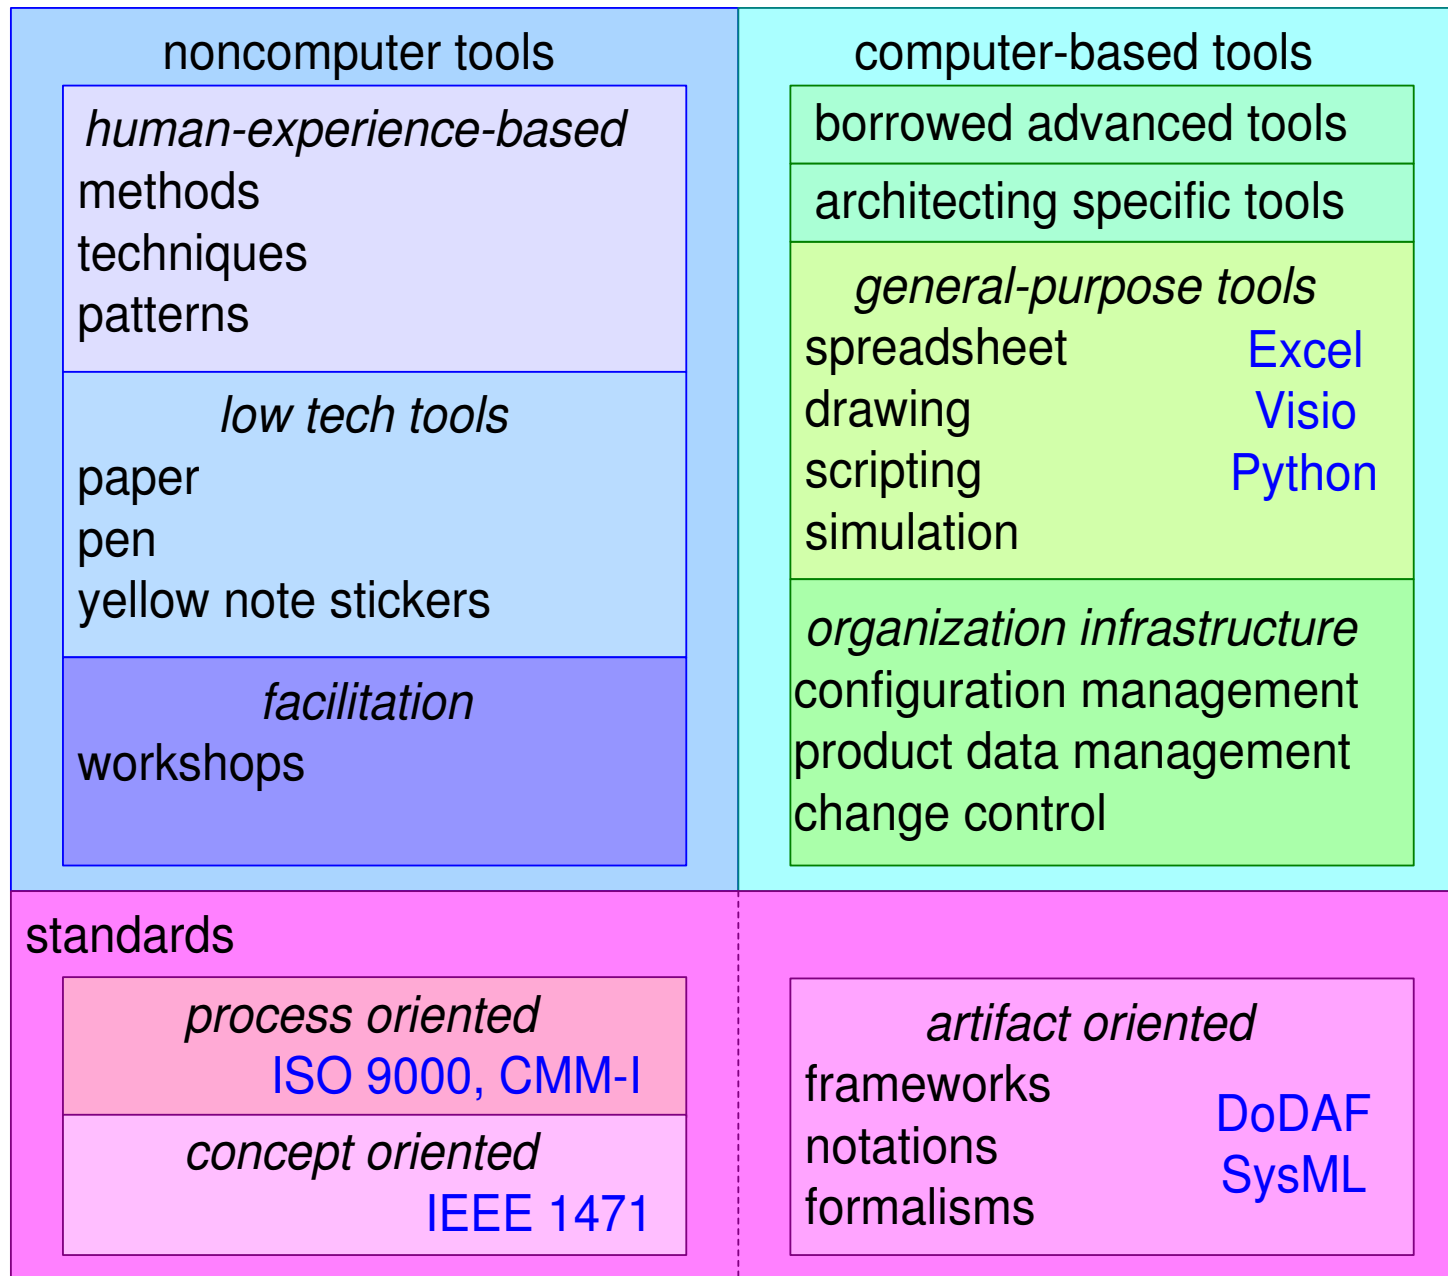 noncomputer tools
human-experience-based
methods
techniques
patterns
low tech tools
paper
pen
yellow note stickers
facilitation
workshops
computer-based tools
borrowed advanced tools
architecting specific tools
general-purpose tools
spreadsheet Excel
drawing Visio
scripting Python
simulation
organization infrastructure
configuration management
product data management
change control
standards
process oriented
ISO 9000, CMM-I
concept oriented
IEEE 1471
artifact oriented
frameworks DoDAF
notations SysML
formalisms